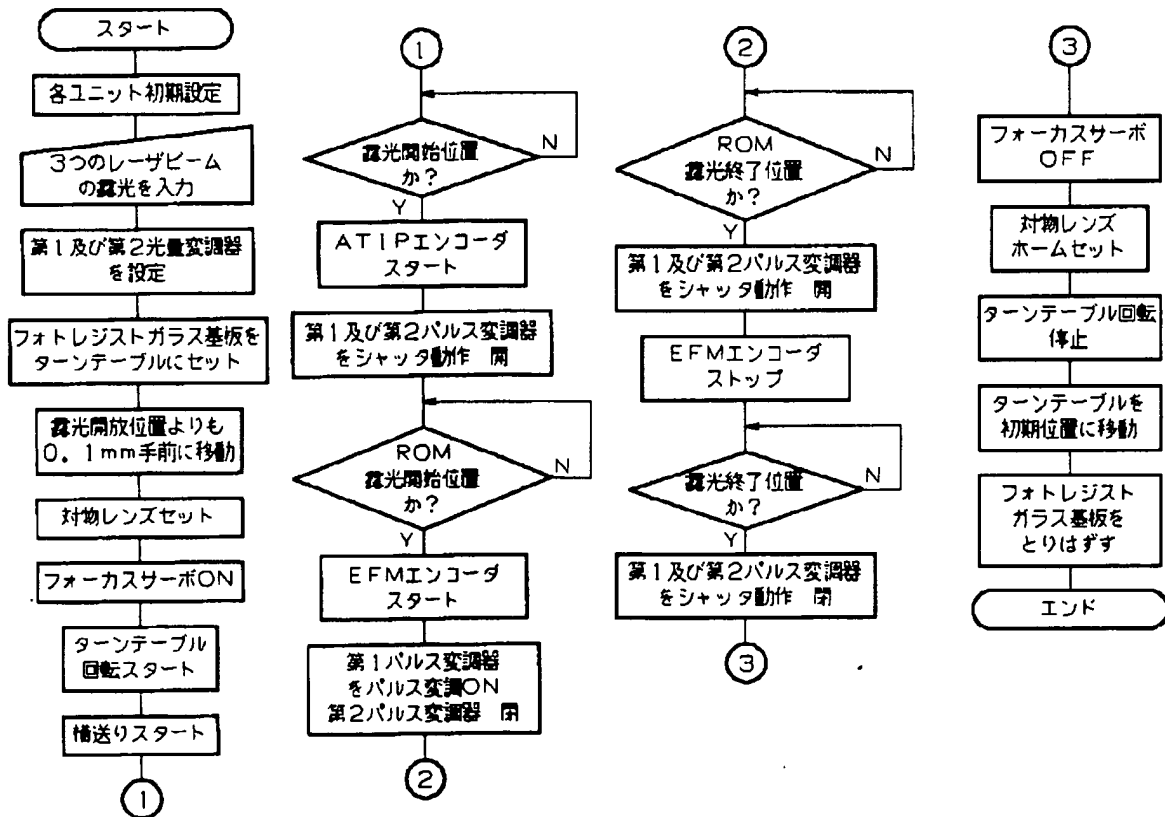 スタート
各ユニット初期設定
3つのレーザビーム
の露光を入力
第1及び第2光量変調器
を設定
フォトレジストガラス基板を
ターンテーブルにセット
露光開放位置よりも
0.1mm手前に移動
対物レンズセット
フォーカスサーボON
ターンテーブル
回転スタート
横送りスタート
1
1
露光開始位置
か?
N
Y
ATIPエンコーダ
スタート
第1及び第2パルス変調器
をシャッタ動作 開
ROM
露光開始位置
か?
N
Y
EFMエンコーダ
スタート
第1パルス変調器
をパルス変調ON
第2パルス変調器 閉
2
2
ROM
露光終了位置
か?
N
Y
第1及び第2パルス変調器
をシャッタ動作 開
EFMエンコーダ
ストップ
露光終了位置
か?
N
Y
第1及び第2パルス変調器
をシャッタ動作 閉
3
3
フォーカスサーボ
OFF
対物レンズ
ホームセット
ターンテーブル回転
停止
ターンテーブルを
初期位置に移動
フォトレジスト
ガラス基板を
とりはずす
エンド